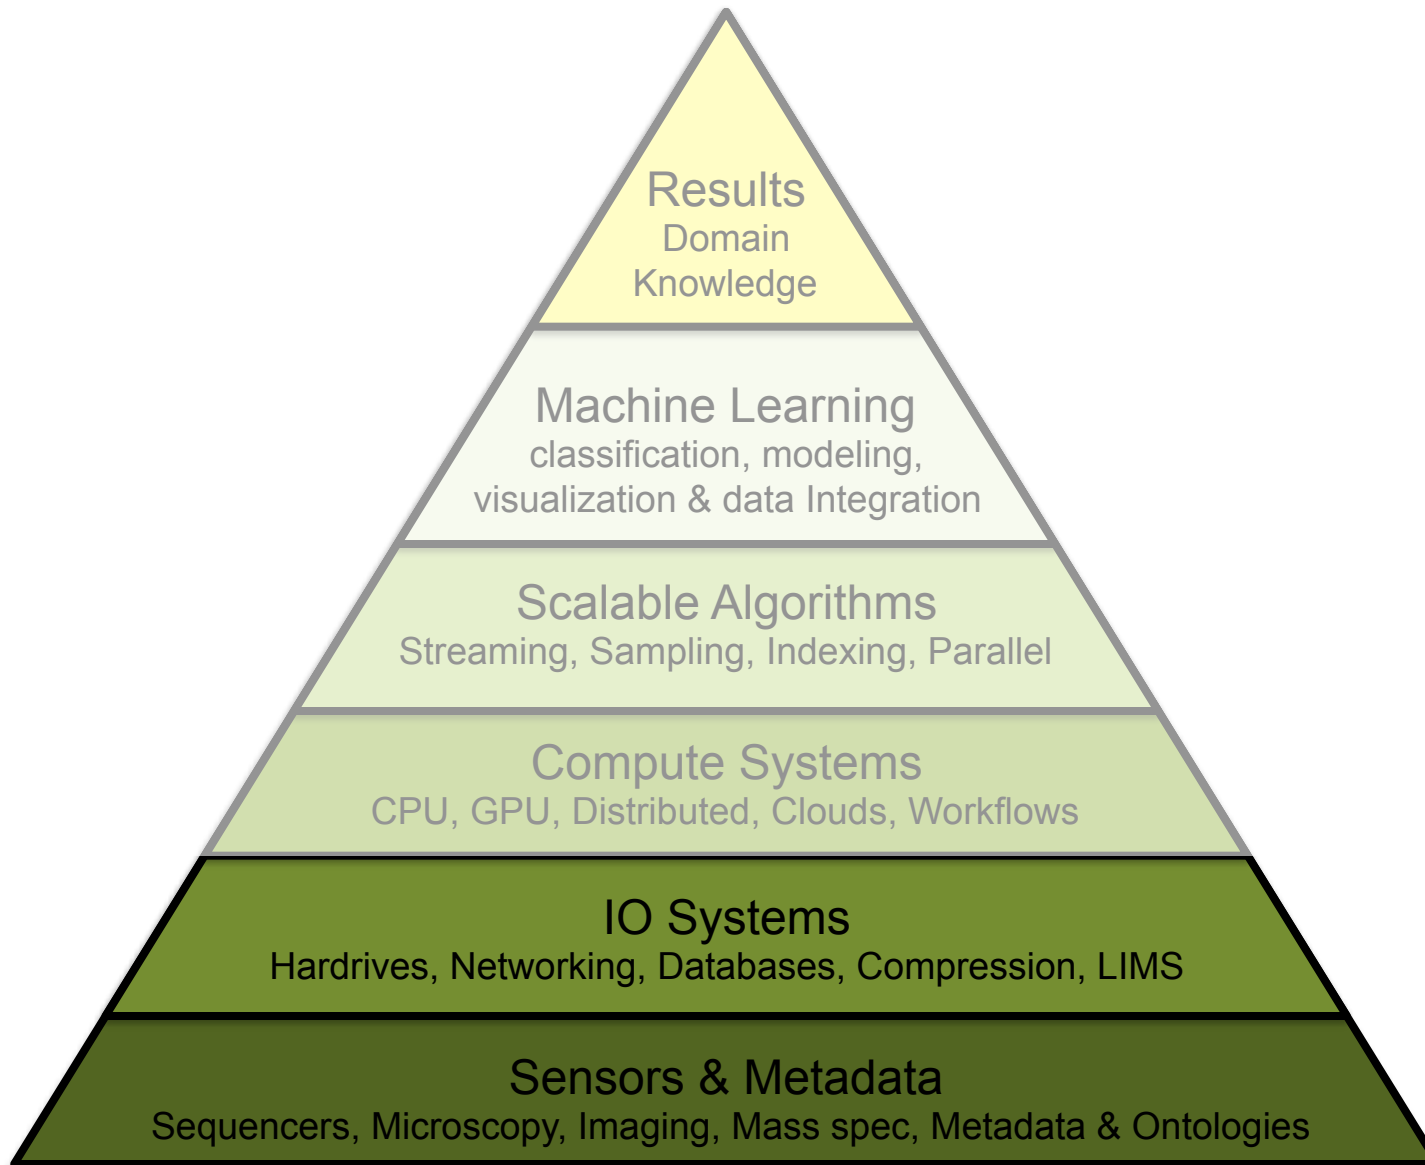 Results
Domain
Knowledge
Machine Learning
classification, modeling,
visualization & data Integration
Scalable Algorithms
Streaming, Sampling, Indexing, Parallel
Compute Systems
CPU, GPU, Distributed, Clouds, Workflows
IO Systems
Hardrives, Networking, Databases, Compression, LIMS
Sensors & Metadata
Sequencers, Microscopy, Imaging, Mass spec, Metadata & Ontologies